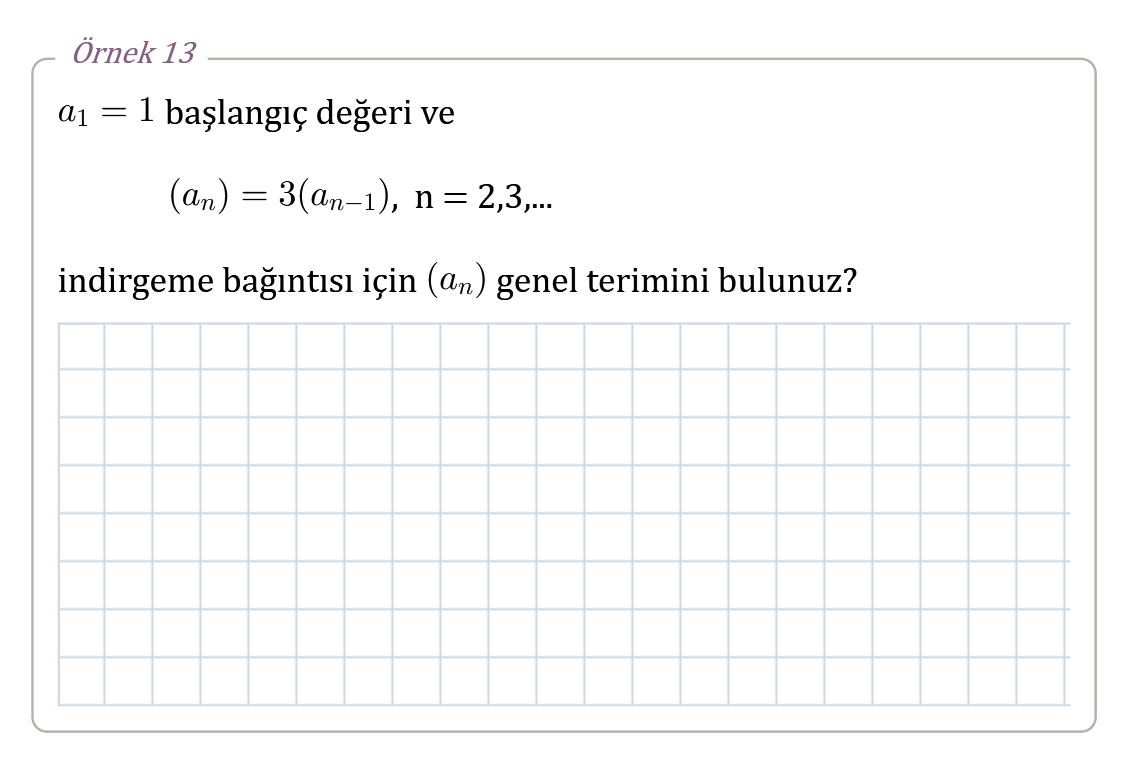 Örnek 13
a₁ = 1 başlangıç değeri ve
(aₙ) = 3(aₙ₋₁), n = 2,3,...
indirgeme bağıntısı için (aₙ) genel terimini bulunuz?